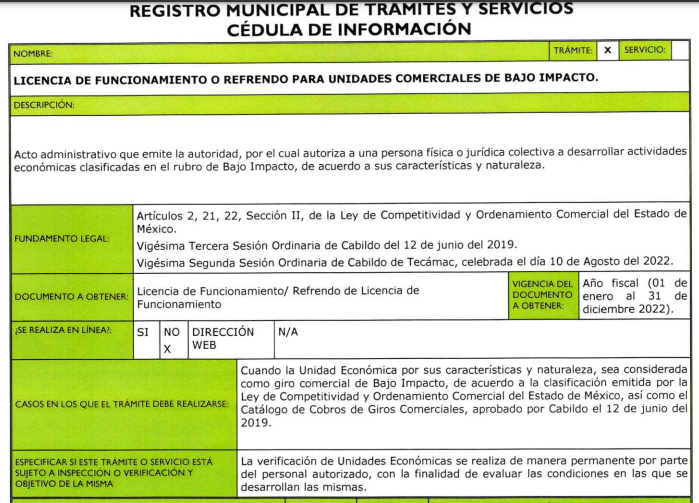 REGISTRO MUNICIPAL DE TRAMITES Y SERVICIOS
CÉDULA DE INFORMACIÓN
NOMBRE: TRÁMITE: X SERVICIO:
LICENCIA DE FUNCIONAMIENTO O REFRENDO PARA UNIDADES COMERCIALES DE BAJO IMPACTO.
DESCRIPCIÓN:
Acto administrativo que emite la autoridad, por el cual autoriza a una persona física o jurídica colectiva a desarrollar actividades
económicas clasificadas en el rubro de Bajo Impacto, de acuerdo a sus características y naturaleza.
FUNDAMENTO LEGAL:
Artículos 2, 21, 22, Sección II, de la Ley de Competitividad y Ordenamiento Comercial del Estado de
México.
Vigésima Tercera Sesión Ordinaria de Cabildo del 12 de junio del 2019.
Vigésima Segunda Sesión Ordinaria de Cabildo de Tecámac, celebrada el día 10 de Agosto del 2022.
DOCUMENTO A OBTENER:
Licencia de Funcionamiento/ Refrendo de Licencia de
Funcionamiento
VIGENCIA DEL
DOCUMENTO
A OBTENER:
Año fiscal (01 de
enero al 31 de
diciembre 2022).
¿SE REALIZA EN LÍNEA?:
SI
NO
X
DIRECCIÓN
WEB
N/A
CASOS EN LOS QUE EL TRÁMITE DEBE REALIZARSE:
Cuando la Unidad Económica por sus características y naturaleza, sea considerada
como giro comercial de Bajo Impacto, de acuerdo a la clasificación emitida por la
Ley de Competitividad y Ordenamiento Comercial del Estado de México, así como el
Catálogo de Cobros de Giros Comerciales, aprobado por Cabildo el 12 de junio del
2019.
ESPECIFICAR SI ESTE TRÁMITE O SERVICIO ESTÁ
SUJETO A INSPECCIÓN O VERIFICACIÓN Y
OBJETIVO DE LA MISMA
La verificación de Unidades Económicas se realiza de manera permanente por parte
del personal autorizado, con la finalidad de evaluar las condiciones en las que se
desarrollan las mismas.